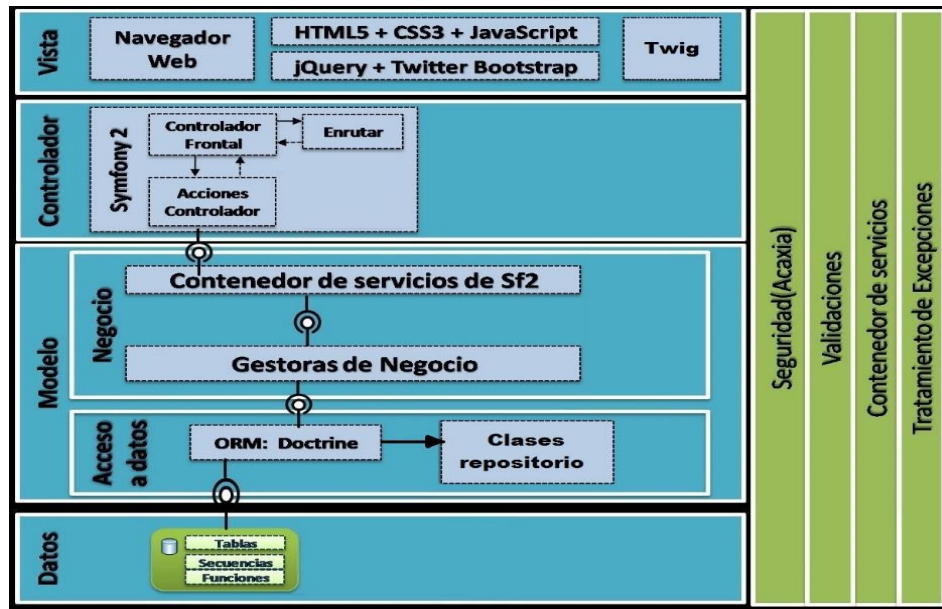 Vista
Navegador
Web
HTML5 + CSS3 + JavaScript
jQuery + Twitter Bootstrap
Twig
Controlador
Symfony 2
Controlador
Frontal
Enrutar
Acciones
Controlador
Modelo
Negocio
Contenedor de servicios de Sf2
Gestoras de Negocio
Acceso
a datos
ORM: Doctrine
Clases
repositorio
Datos
Tablas
Secuencias
Funciones
Seguridad(Acaxia)
Validaciones
Contenedor de servicios
Tratamiento de Excepciones